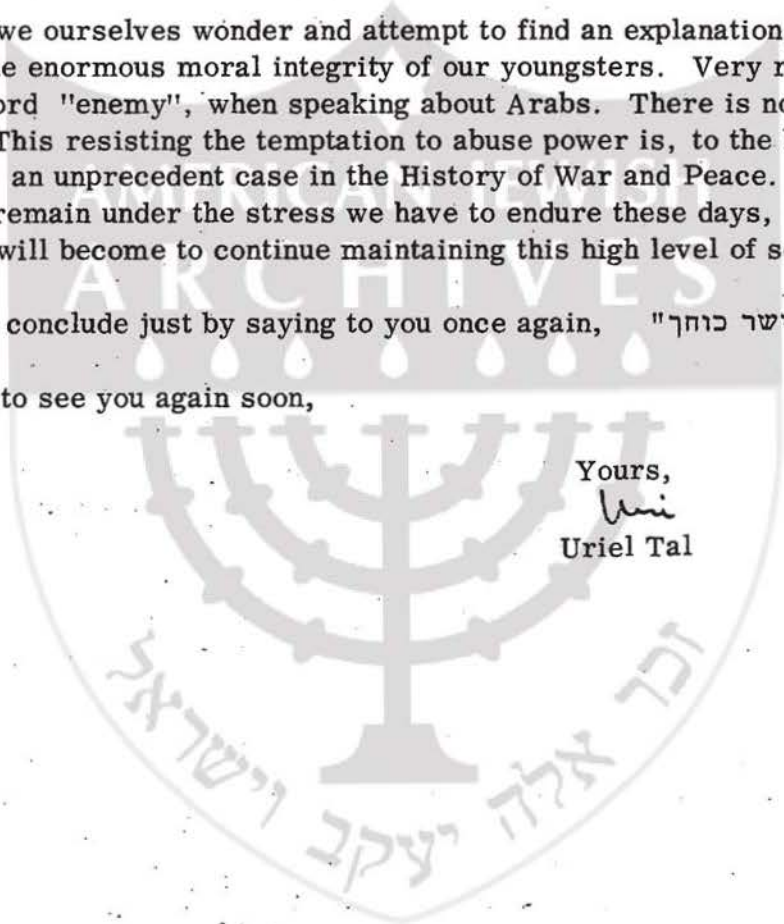 we ourselves wonder and attempt to find an explanation
e enormous moral integrity of our youngsters. Very r
ord "enemy", when speaking about Arabs. There is no
This resisting the temptation to abuse power is, to the
an unprecedent case in the History of War and Peace.
remain under the stress we have to endure these days,
will become to continue maintaining this high level of s
conclude just by saying to you once again, "ישר כוחך"
to see you again soon,
Yours,
Uri
Uriel Tal
AMERICAN JEWISH
ARCHIVES
זכר אלה יעקב וישראל